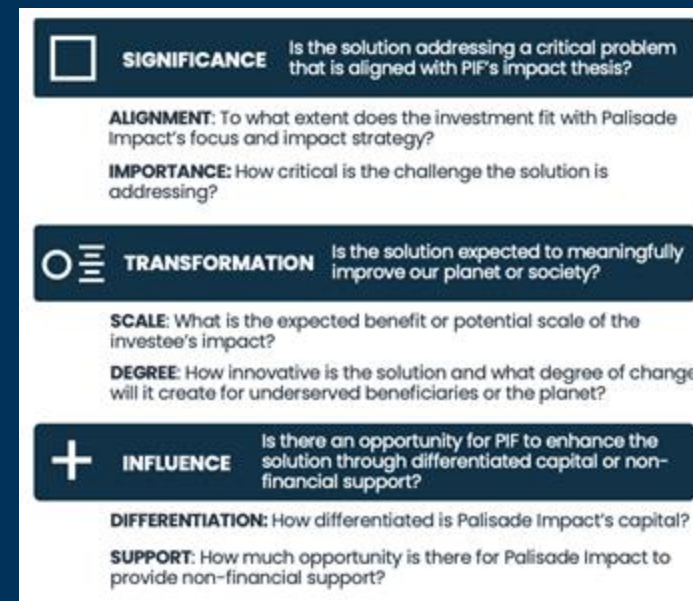 SIGNIFICANCE Is the solution addressing a critical problem
that is aligned with PIF's impact thesis?
ALIGNMENT: To what extent does the investment fit with Palisade
Impact's focus and impact strategy?
IMPORTANCE: How critical is the challenge the solution is
addressing?
TRANSFORMATION Is the solution expected to meaningfully
improve our planet or society?
SCALE: What is the expected benefit or potential scale of the
investee's impact?
DEGREE: How innovative is the solution and what degree of change
will it create for underserved beneficiaries or the planet?
INFLUENCE Is there an opportunity for PIF to enhance the
solution through differentiated capital or non-
financial support?
DIFFERENTIATION: How differentiated is Palisade Impact's capital?
SUPPORT: How much opportunity is there for Palisade Impact to
provide non-financial support?